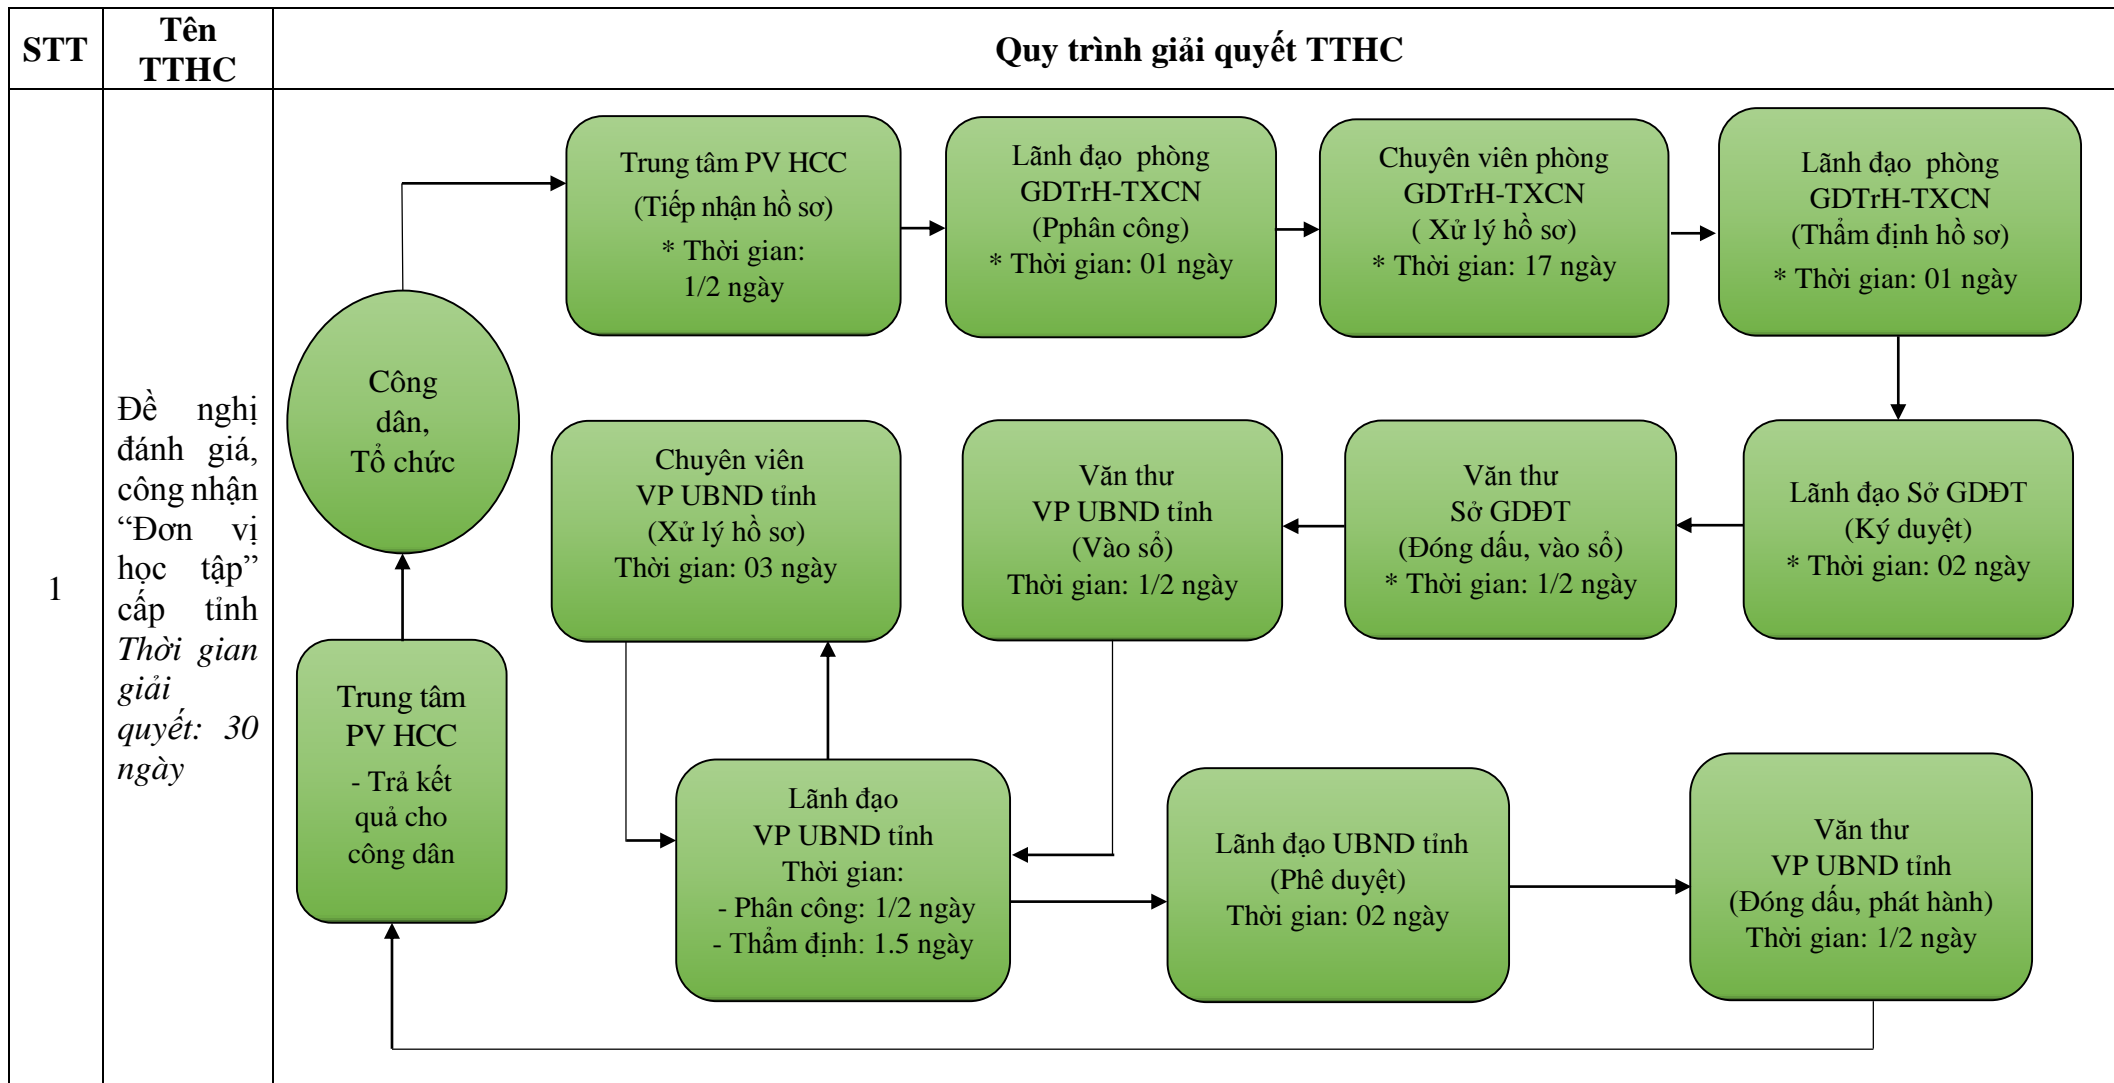 STT
Tên
TTHC
Quy trình giải quyết TTHC
1
Đề nghị
đánh giá,
công nhận
“Đơn vị
học tập”
cấp tỉnh
Thời gian
giải
quyết: 30
ngày
Công
dân,
Tổ chức
Trung tâm PV HCC
(Tiếp nhận hồ sơ)
* Thời gian:
1/2 ngày
Lãnh đạo phòng
GDTrH-TXCN
(Pphân công)
* Thời gian: 01 ngày
Chuyên viên phòng
GDTrH-TXCN
( Xử lý hồ sơ)
* Thời gian: 17 ngày
Lãnh đạo phòng
GDTrH-TXCN
(Thẩm định hồ sơ)
* Thời gian: 01 ngày
Lãnh đạo Sở GDĐT
(Ký duyệt)
* Thời gian: 02 ngày
Văn thư
Sở GDĐT
(Đóng dấu, vào sổ)
* Thời gian: 1/2 ngày
Văn thư
VP UBND tỉnh
(Vào sổ)
Thời gian: 1/2 ngày
Chuyên viên
VP UBND tỉnh
(Xử lý hồ sơ)
Thời gian: 03 ngày
Lãnh đạo
VP UBND tỉnh
Thời gian:
- Phân công: 1/2 ngày
- Thẩm định: 1.5 ngày
Lãnh đạo UBND tỉnh
(Phê duyệt)
Thời gian: 02 ngày
Văn thư
VP UBND tỉnh
(Đóng dấu, phát hành)
Thời gian: 1/2 ngày
Trung tâm
PV HCC
- Trả kết
quả cho
công dân